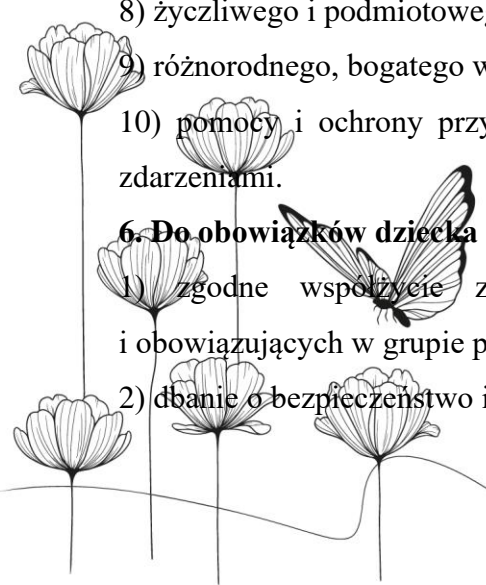 8) życzliwego i podmiotoweg
9) różnorodnego, bogatego w
10) pomocy i ochrony przy
zdarzeniami.
6. Do obowiązków dziecka
1) zgodne współżycie z
i obowiązujących w grupie p
2) dbanie o bezpieczeństwo i